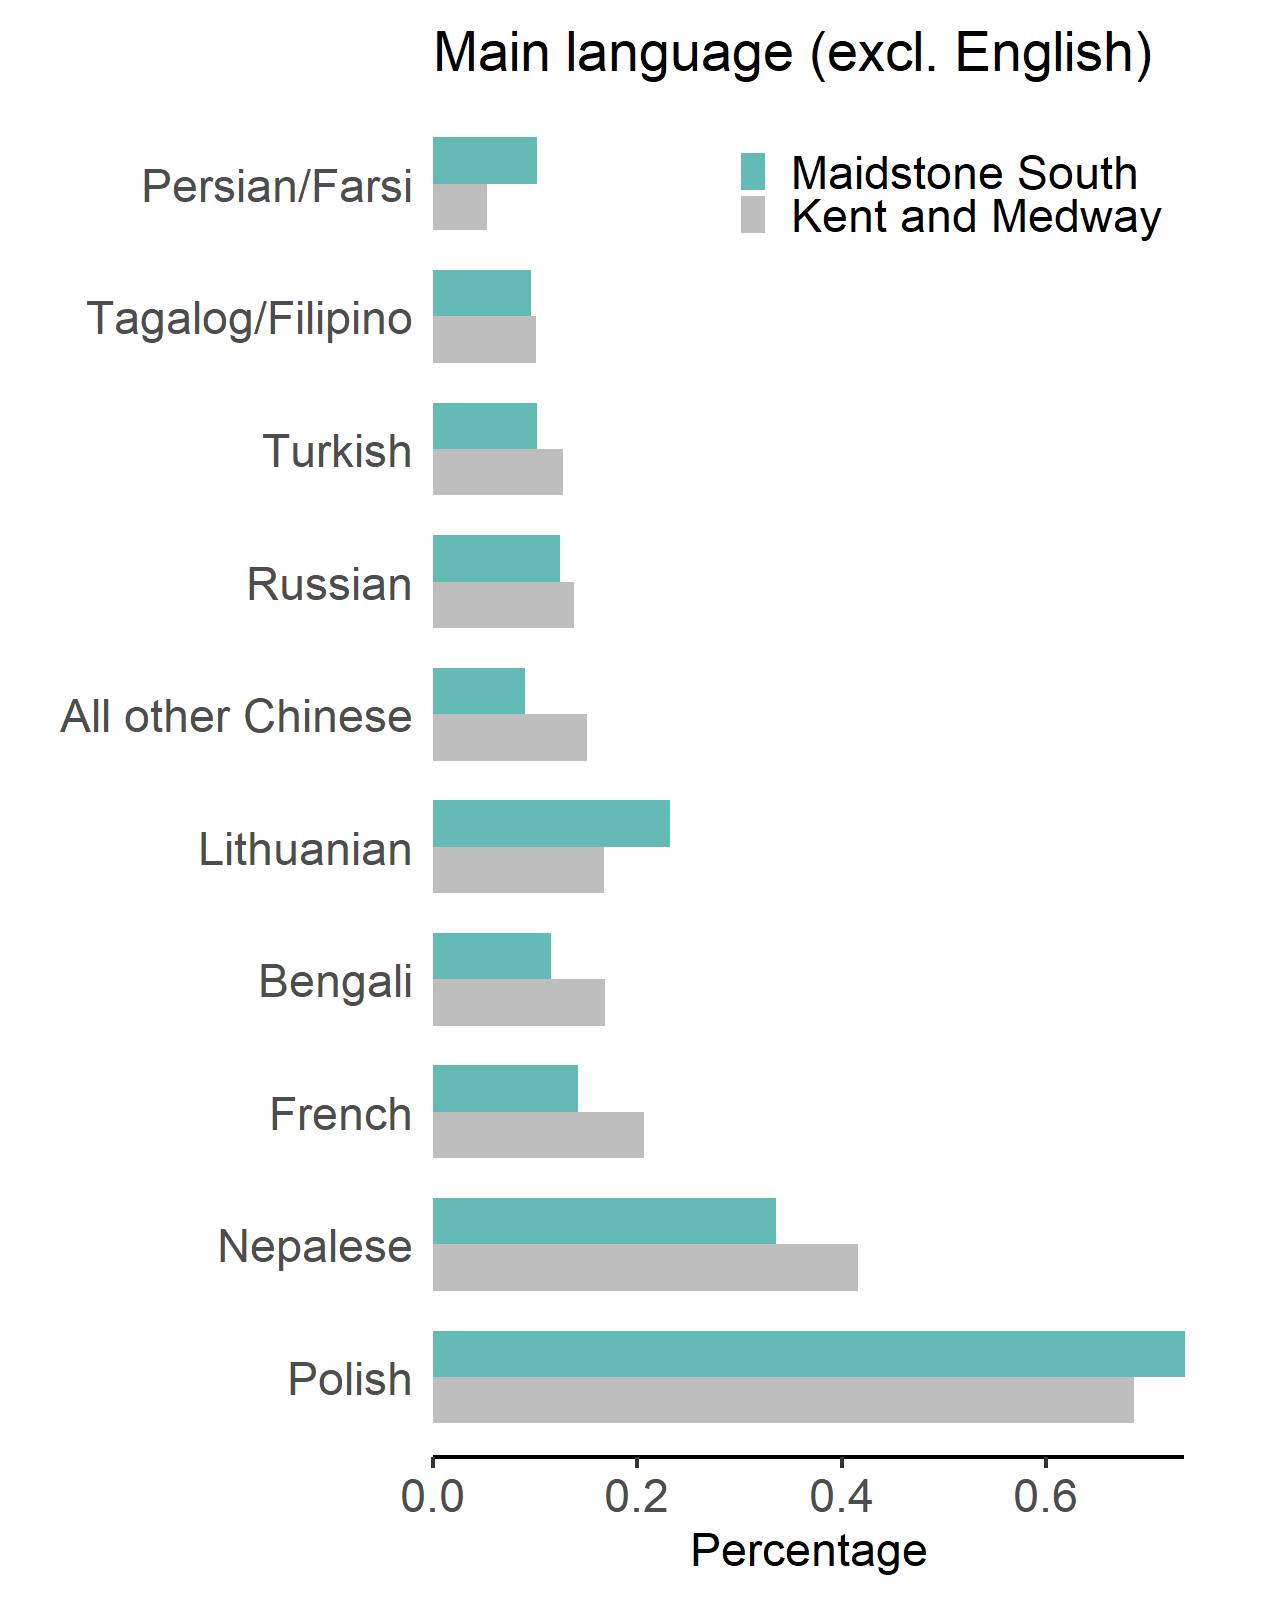 Main language (excl. English)
Maidstone South
Kent and Medway
Persian/Farsi
Tagalog/Filipino
Turkish
Russian
All other Chinese
Lithuanian
Bengali
French
Nepalese
Polish
0.0 0.2 0.4 0.6
Percentage